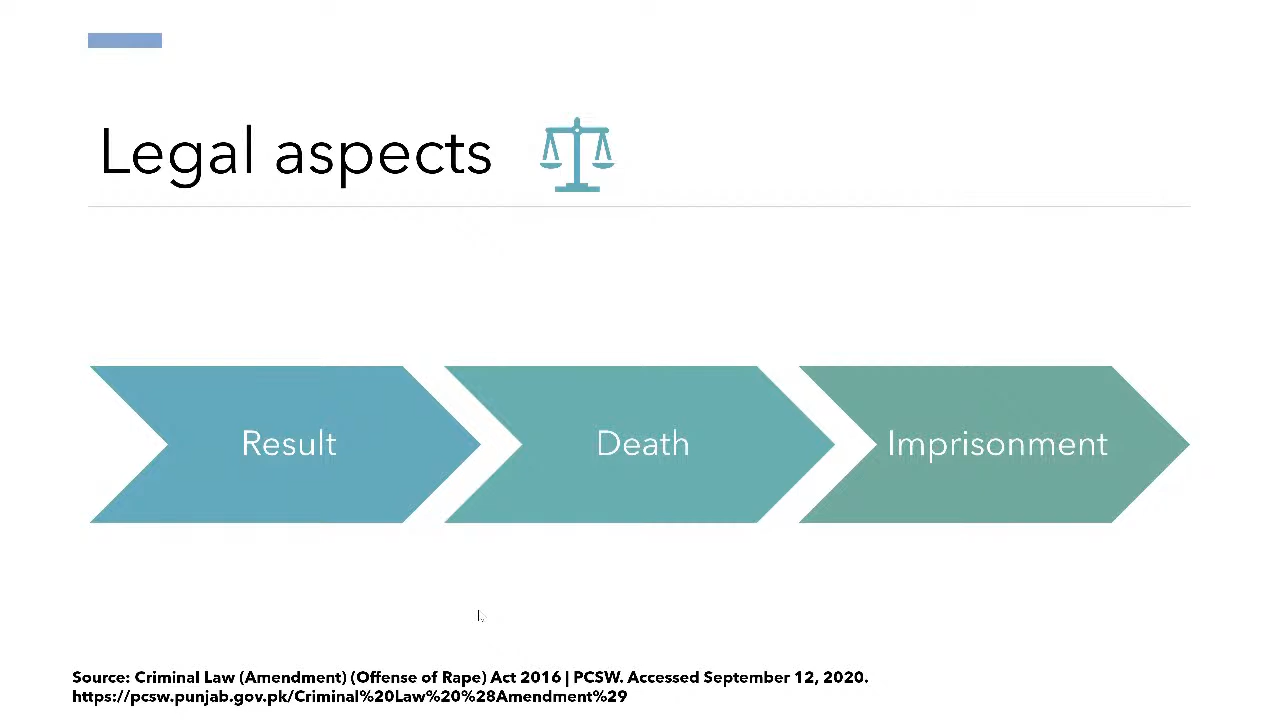 Legal aspects
Result
Death
Imprisonment
Source: Criminal Law (Amendment) (Offense of Rape) Act 2016 | PCSW. Accessed September 12, 2020.
https://pcsw.punjab.gov.pk/Criminal%20Law%20%28Amendment%29